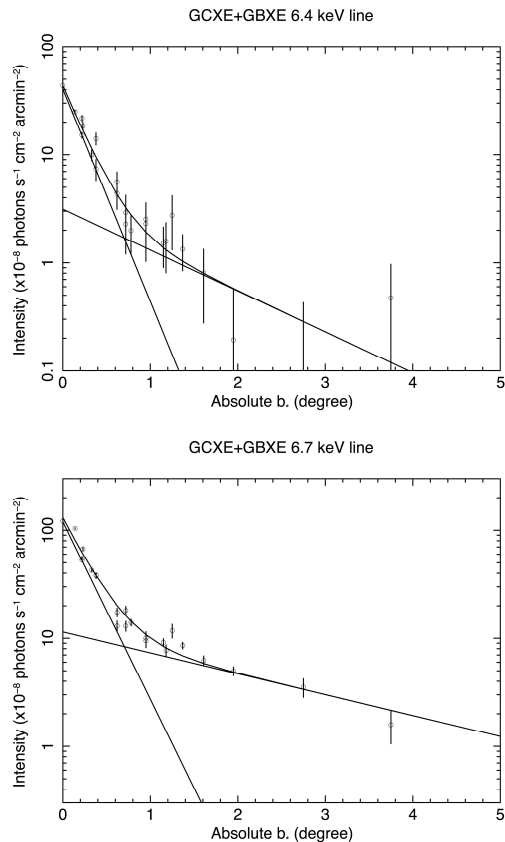 GCXE+GBXE 6.4 keV line
100
10
1
0.1
Intensity (x10⁻⁸ photons s⁻¹ cm⁻² arcmin⁻²)
0 1 2 3 4 5
Absolute b. (degree)
GCXE+GBXE 6.7 keV line
100
10
1
Intensity (x10⁻⁸ photons s⁻¹ cm⁻² arcmin⁻²)
0 1 2 3 4 5
Absolute b. (degree)